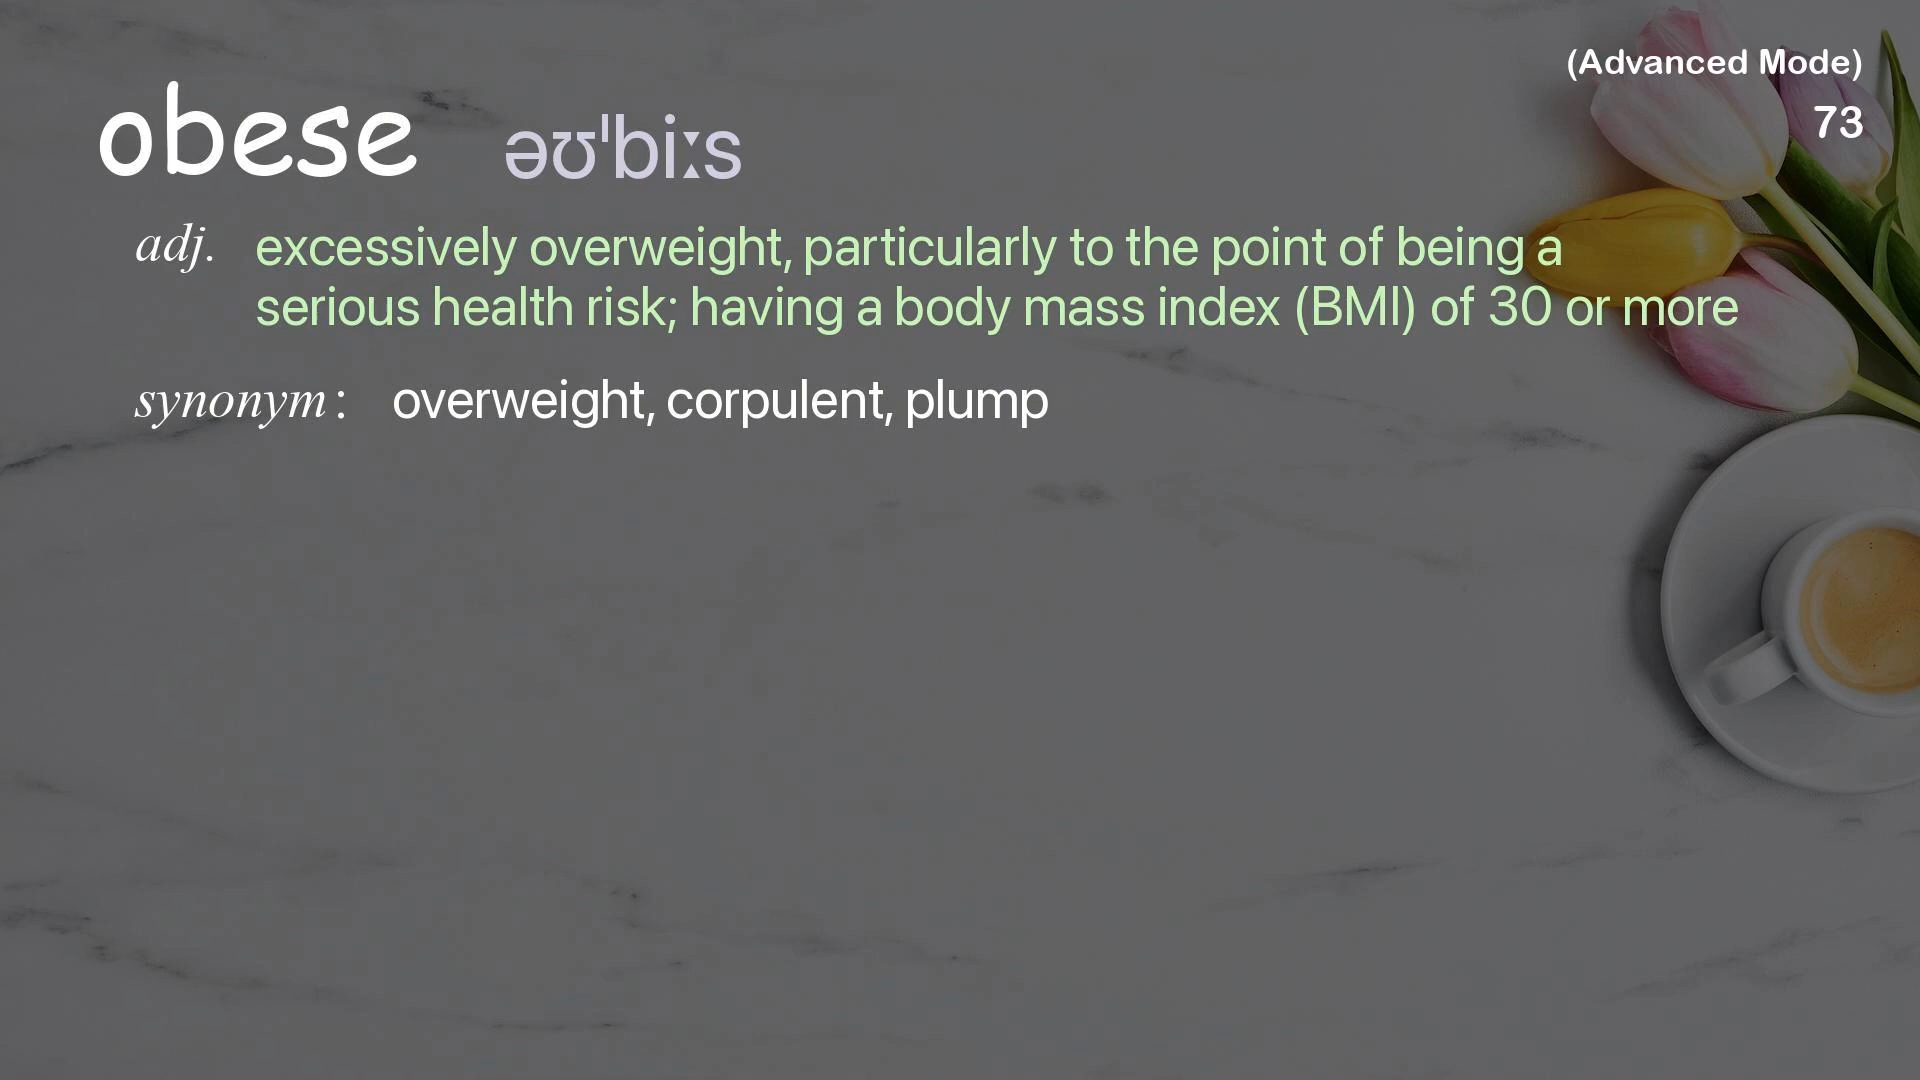 (Advanced Mode)
73
obese əʊˈbiːs
adj. excessively overweight, particularly to the point of being a
serious health risk; having a body mass index (BMI) of 30 or more
synonym : overweight, corpulent, plump